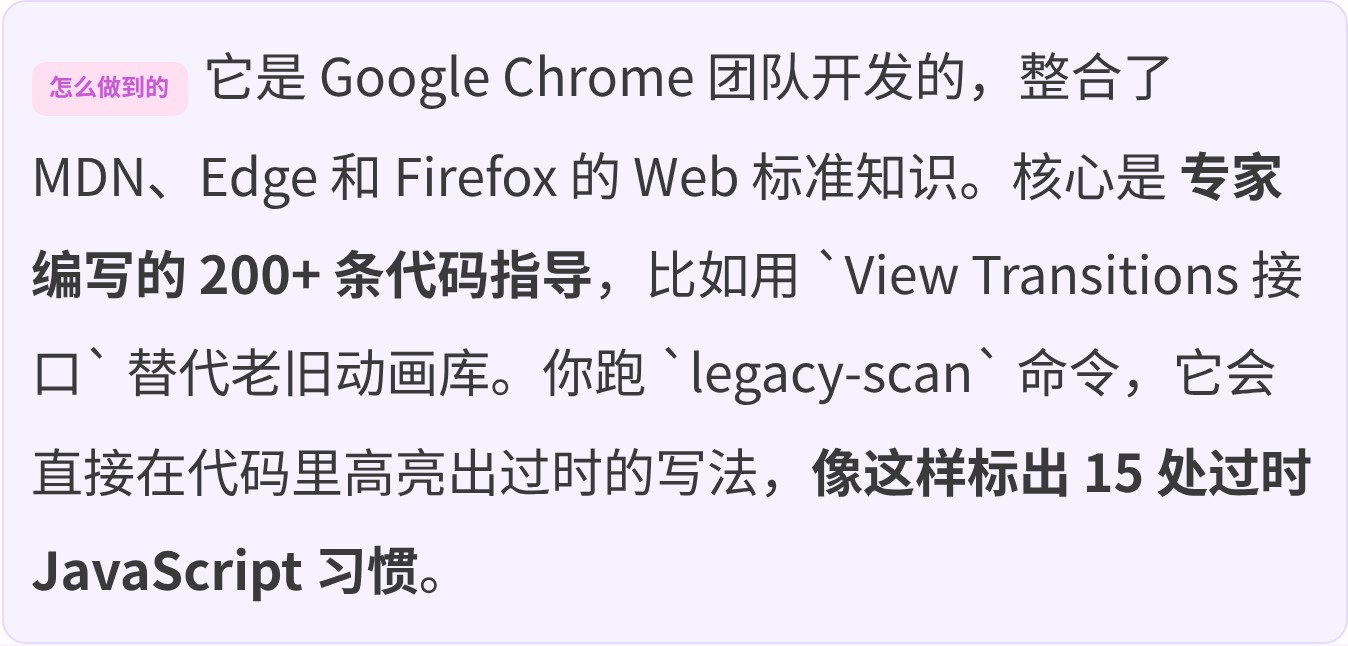 怎么做到的 它是 Google Chrome 团队开发的，整合了
MDN、Edge 和 Firefox 的 Web 标准知识。核心是 专家
编写的 200+ 条代码指导，比如用 `View Transitions 接
口` 替代老旧动画库。你跑 `legacy-scan` 命令，它会
直接在代码里高亮出过时的写法，像这样标出 15 处过时
JavaScript 习惯。